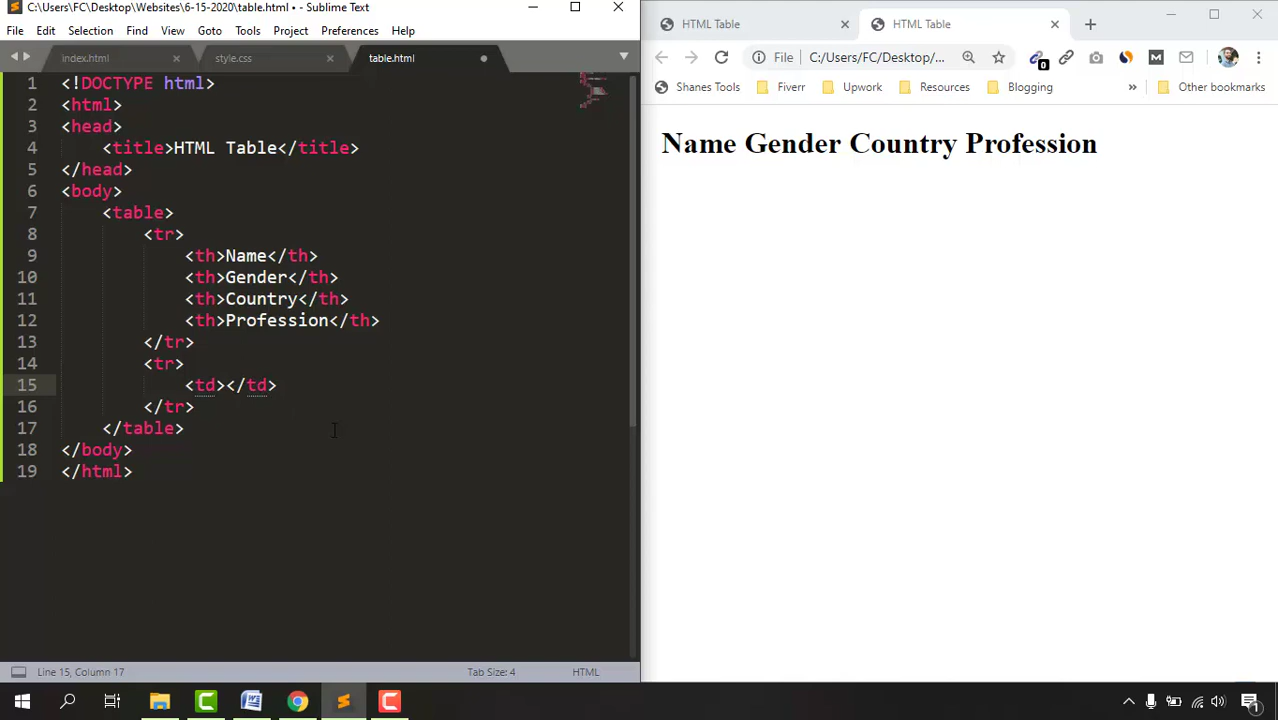 C:\Users\FC\Desktop\Websites\6-15-2020\table.html • - Sublime Text
File Edit Selection Find View Goto Tools Project Preferences Help
index.html style.css table.html
1 <!DOCTYPE html>
2 <html>
3 <head>
4 <title>HTML Table</title>
5 </head>
6 <body>
7 <table>
8 <tr>
9 <th>Name</th>
10 <th>Gender</th>
11 <th>Country</th>
12 <th>Profession</th>
13 </tr>
14 <tr>
15 <td></td>
16 </tr>
17 </table>
18 </body>
19 </html>
Line 15, Column 17 Tab Size: 4 HTML
HTML Table HTML Table
File C:/Users/FC/Desktop/... 0
Shanes Tools Fiverr Upwork Resources Blogging » Other bookmarks
Name Gender Country Profession
1